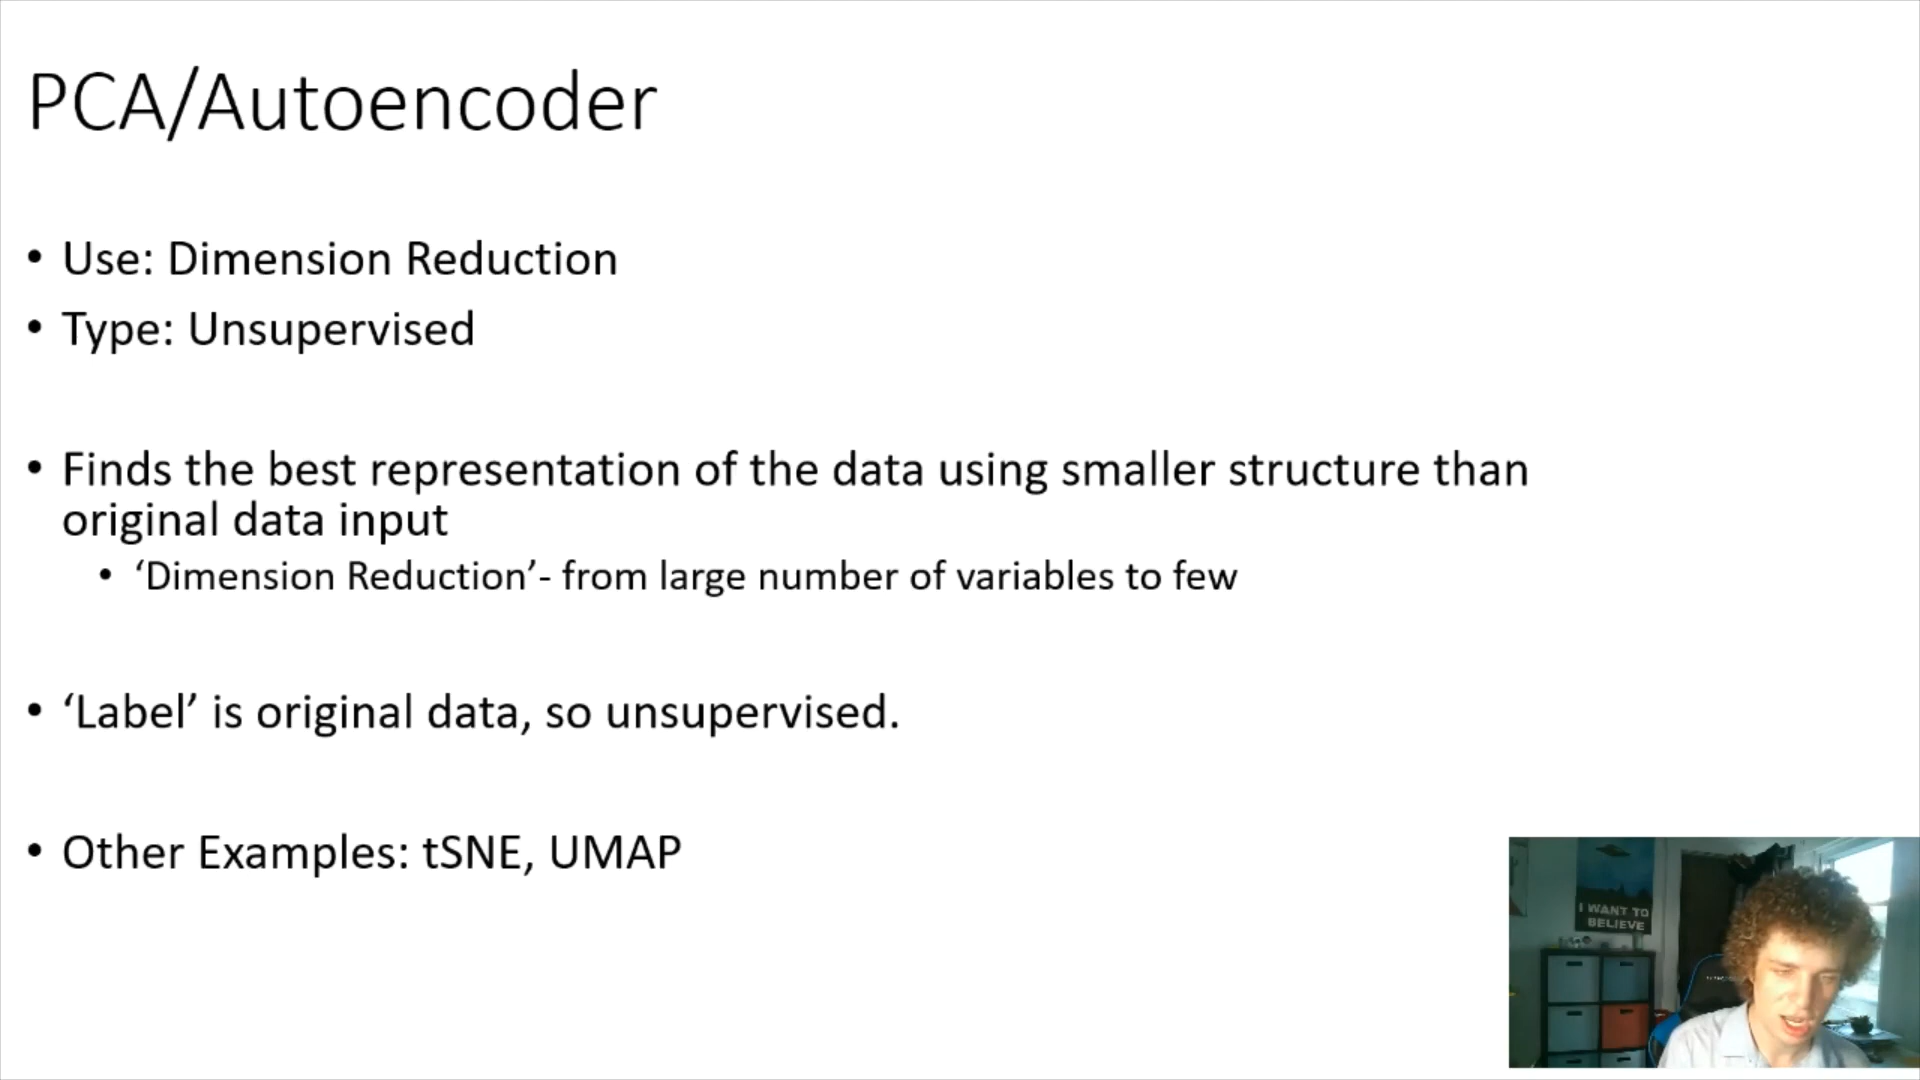 PCA/Autoencoder
• Use: Dimension Reduction
• Type: Unsupervised
• Finds the best representation of the data using smaller structure than
original data input
• ‘Dimension Reduction’- from large number of variables to few
• ‘Label’ is original data, so unsupervised.
• Other Examples: tSNE, UMAP
I WANT TO
BELIEVE